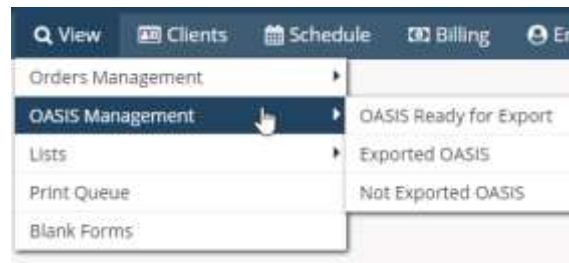 View Clients Schedule Billing
Orders Management
OASIS Management OASIS Ready for Export
Lists Exported OASIS
Print Queue Not Exported OASIS
Blank Forms